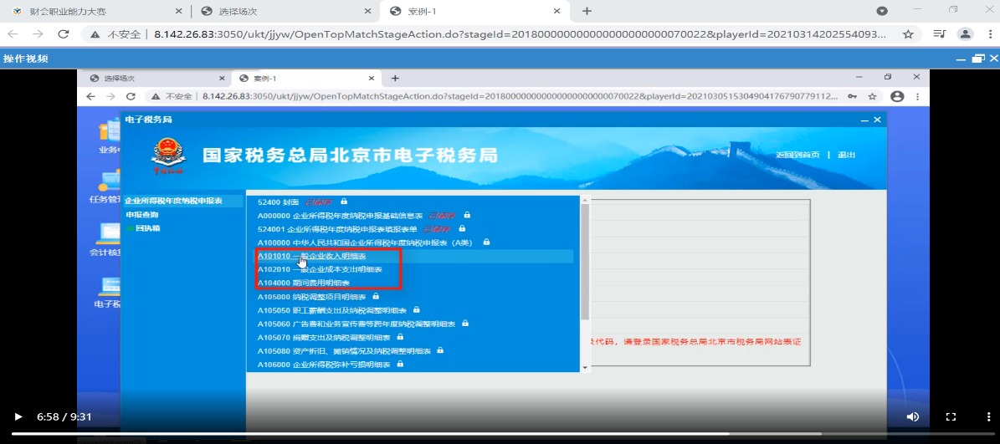 财会职业能力大赛
选择场次
案例-1
不安全 8.142.26.83:3050/ukt/jjyw/OpenTopMatchStageAction.do?stageId=20180000000000000000000070022&playerId=20210314202554093...
操作视频
选择场次
案例-1
不安全 8.142.26.83:3050/ukt/jjyw/OpenTopMatchStageAction.do?stageId=20180000000000000000000070022&playerId=20210305153049041767907791​12...
电子税务局
国家税务总局北京市电子税务局
返回到首页 | 退出
业务
任务管
会计核
电子税
企业所得税年度纳税申报表
申报查询
回执箱
52400 封面 已保存
A000000 企业所得税年度纳税申报基础信息表 已保存
524001 企业所得税年度纳税申报表填报表单 已保存
A100000 中华人民共和国企业所得税年度纳税申报表（A类）
A101010 一般企业收入明细表
A102010 一般企业成本支出明细表
A104000 期间费用明细表
A105000 纳税调整项目明细表
A105050 职工薪酬支出及纳税调整明细表
A105060 广告费和业务宣传费等跨年度纳税调整明细表
A105070 捐赠支出及纳税调整明细表
A105080 资产折旧、摊销情况及纳税调整明细表
A106000 企业所得税弥补亏损明细表
代码，请登录国家税务总局北京市税务局网站表证
6:58 / 9:31